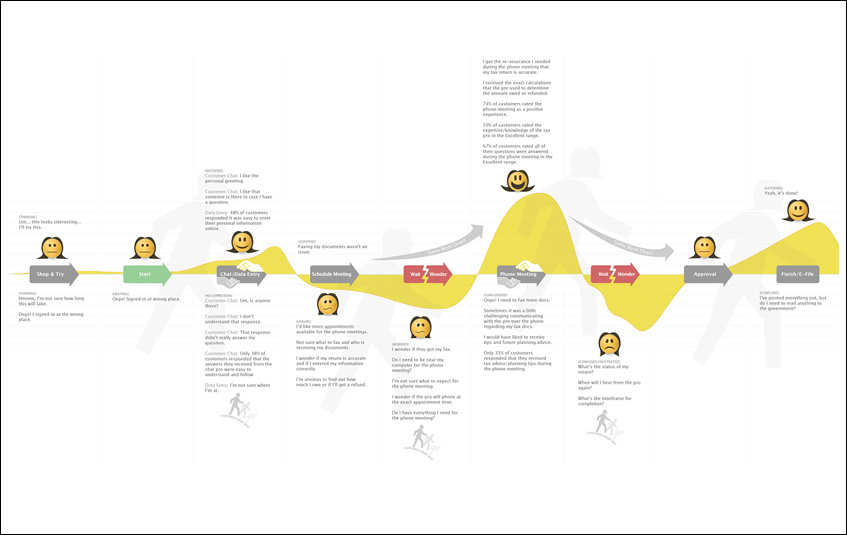 I got the re-assurance I needed
during the phone meeting that
my tax return is accurate.
I received the exact calculations
that the pro used to determine
the amount owed or refunded.
74% of customers rated the
phone meeting as a positive
experience.
59% of customers rated the
expertise/knowledge of the tax
pro in the Excellent range.
67% of customers rated all of
their questions were answered
during the phone meeting in the
Excellent range.
(SATISFIED)
Customer Chat: I like the
personal greeting.
Customer Chat: I like that
someone is there in case I have
a question.
Data Entry: 48% of customers
responded it was easy to enter
their personal information
online.
(THINKING)
Um... this looks interesting...
I'll try this.
(CONTENT)
Faxing my documents wasn't an
issue.
(SATISFIED)
Yeah, it's done!
Shop & Try
Start
Chat/Data Entry
Schedule Meeting
Wait
Wonder
Phone Meeting
Wait
Wonder
Approval
Finish/E-File
(THINKING)
Hmmm, I'm not sure how long
this will take.
Oops! I signed in at the wrong
place.
(NEUTRAL)
Oops! Signed in at wrong place.
Customer Chat: Um, is anyone
there?
Customer Chat: I don't
understand that response.
Customer Chat: That response
didn't really answer my
question.
Customer Chat: Only 38% of
customers responded that the
answers they received from the
chat pro were easy to
understand and follow
Data Entry: I'm not sure where
I'm at.
(UNSURE)
I'd like more appointments
available for the phone meetings.
Not sure what to fax and who is
receiving my documents.
I wonder if my return is accurate
and if I entered my information
correctly.
I'm anxious to find out how
much I owe or if I'll get a refund.
(WORRIED)
I wonder if they got my fax.
Do I need to be near my
computer for the phone
meeting?
I'm not sure what to expect for
the phone meeting.
I wonder if the pro will phone at
the exact appointment time.
Do I have everything I need for
the phone meeting?
(CHALLENGED)
Oops! I need to fax more docs.
Sometimes it was a little
challenging communicating
with the pro over the phone
regarding my tax docs.
I would have liked to receive
tips and future planning advice.
Only 35% of customers
responded that they received
tax advice/planning tips during
the phone meeting.
(CONFUSED/FRUSTRATED)
What's the status of my
return?
When will I hear from the pro
again?
What's the timeframe for
completion?
(CONFUSED)
I've printed everything out, but
do I need to mail anything to
the government?